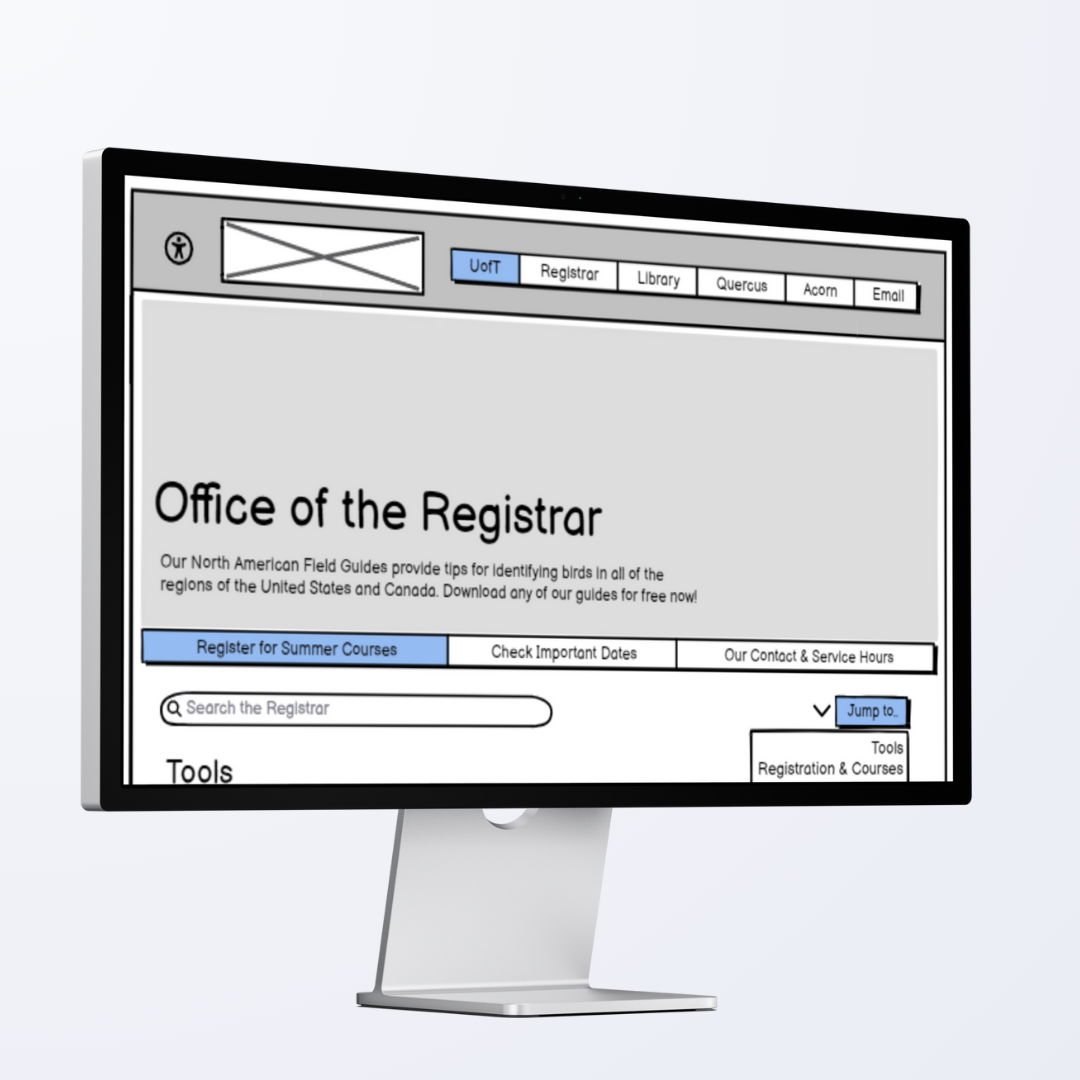 UofT Registrar Library Quercus Acorn Email
Office of the Registrar
Our North American Field Guides provide tips for identifying birds in all of the
regions of the United States and Canada. Download any of our guides for free now!
Register for Summer Courses Check Important Dates Our Contact & Service Hours
Search the Registrar Jump to..
Tools
Registration & Courses
Tools